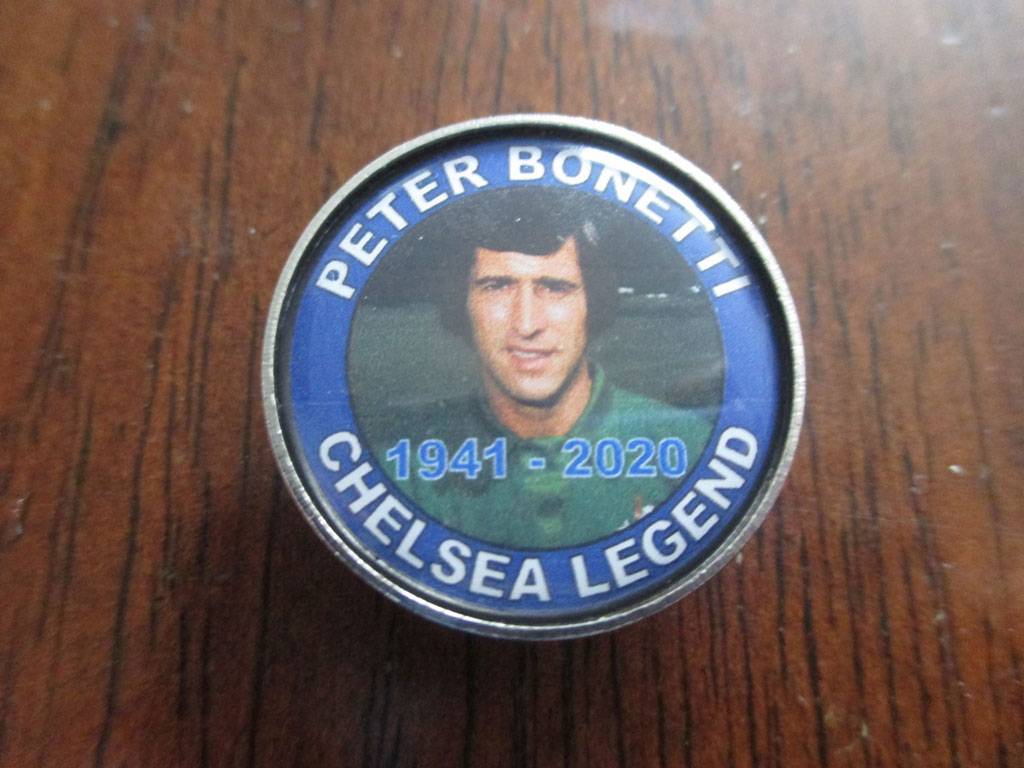 PETER BONETTI
1941 - 2020
CHELSEA LEGEND